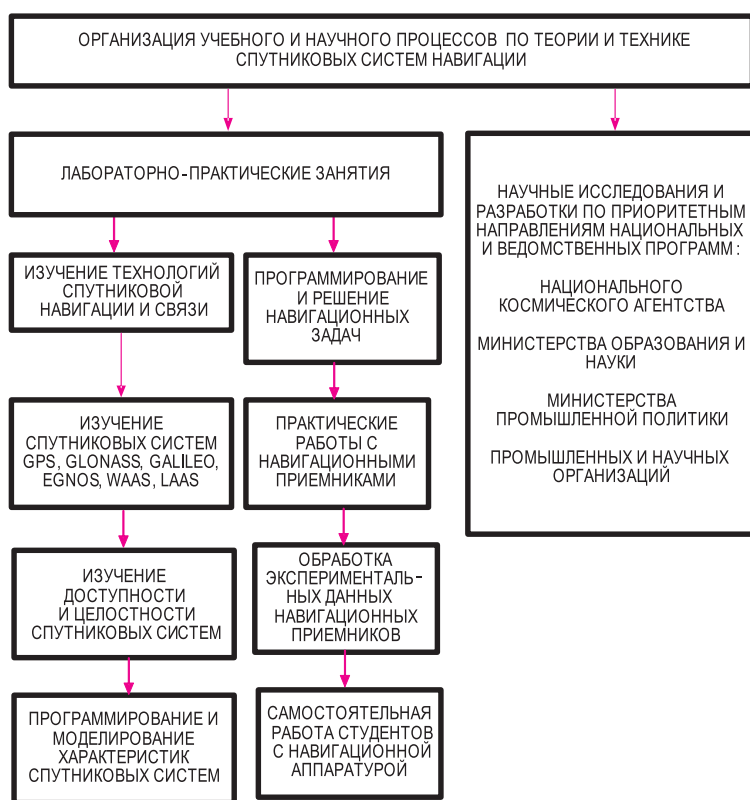 ОРГАНИЗАЦИЯ УЧЕБНОГО И НАУЧНОГО ПРОЦЕССОВ ПО ТЕОРИИ И ТЕХНИКЕ
СПУТНИКОВЫХ СИСТЕМ НАВИГАЦИИ
ЛАБОРАТОРНО-ПРАКТИЧЕСКИЕ ЗАНЯТИЯ
ИЗУЧЕНИЕ ТЕХНОЛОГИЙ
СПУТНИКОВОЙ
НАВИГАЦИИ И СВЯЗИ
ИЗУЧЕНИЕ
СПУТНИКОВЫХ СИСТЕМ
GPS, GLONASS, GALILEO,
EGNOS, WAAS, LAAS
ИЗУЧЕНИЕ
ДОСТУПНОСТИ
И ЦЕЛОСТНОСТИ
СПУТНИКОВЫХ СИСТЕМ
ПРОГРАММИРОВАНИЕ И
МОДЕЛИРОВАНИЕ
ХАРАКТЕРИСТИК
СПУТНИКОВЫХ СИСТЕМ
ПРОГРАММИРОВАНИЕ
И РЕШЕНИЕ
НАВИГАЦИОННЫХ
ЗАДАЧ
ПРАКТИЧЕСКИЕ
РАБОТЫ С
НАВИГАЦИОННЫМИ
ПРИЕМНИКАМИ
ОБРАБОТКА
ЭКСПЕРИМЕНТАЛЬ-
НЫХ ДАННЫХ
НАВИГАЦИОННЫХ
ПРИЕМНИКОВ
САМОСТОЯТЕЛЬНАЯ
РАБОТА СТУДЕНТОВ
С НАВИГАЦИОННОЙ
АППАРАТУРОЙ
НАУЧНЫЕ ИССЛЕДОВАНИЯ И
РАЗРАБОТКИ ПО ПРИОРИТЕТНЫМ
НАПРАВЛЕНИЯМ НАЦИОНАЛЬНЫХ
И ВЕДОМСТВЕННЫХ ПРОГРАММ :
НАЦИОНАЛЬНОГО
КОСМИЧЕСКОГО АГЕНТСТВА
МИНИСТЕРСТВА ОБРАЗОВАНИЯ И
НАУКИ
МИНИСТЕРСТВА
ПРОМЫШЛЕННОЙ ПОЛИТИКИ
ПРОМЫШЛЕННЫХ И НАУЧНЫХ
ОРГАНИЗАЦИЙ